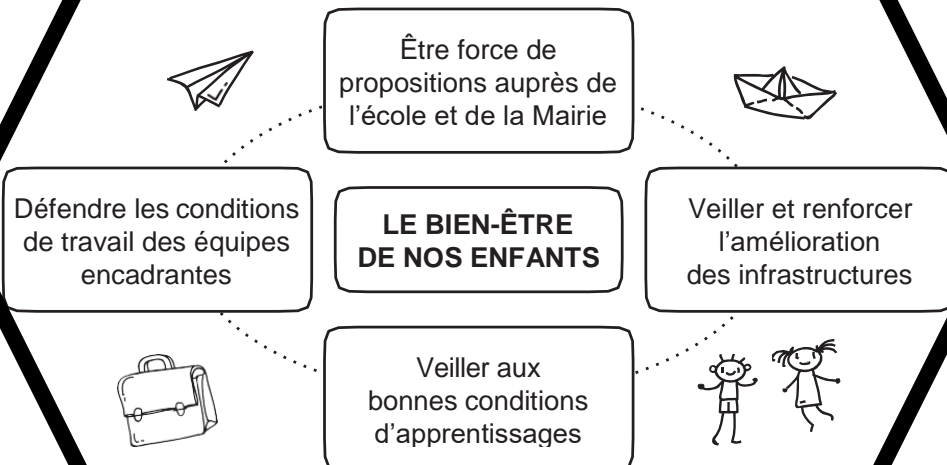 Être force de
propositions auprès de
l’école et de la Mairie
Défendre les conditions
de travail des équipes
encadrantes
LE BIEN-ÊTRE
DE NOS ENFANTS
Veiller et renforcer
l’amélioration
des infrastructures
Veiller aux
bonnes conditions
d’apprentissages